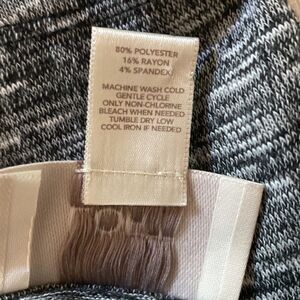 80% POLYESTER
16% RAYON
4% SPANDEX
MACHINE WASH COLD
GENTLE CYCLE
ONLY NON-CHLORINE
BLEACH WHEN NEEDED
TUMBLE DRY LOW
COOL IRON IF NEEDED